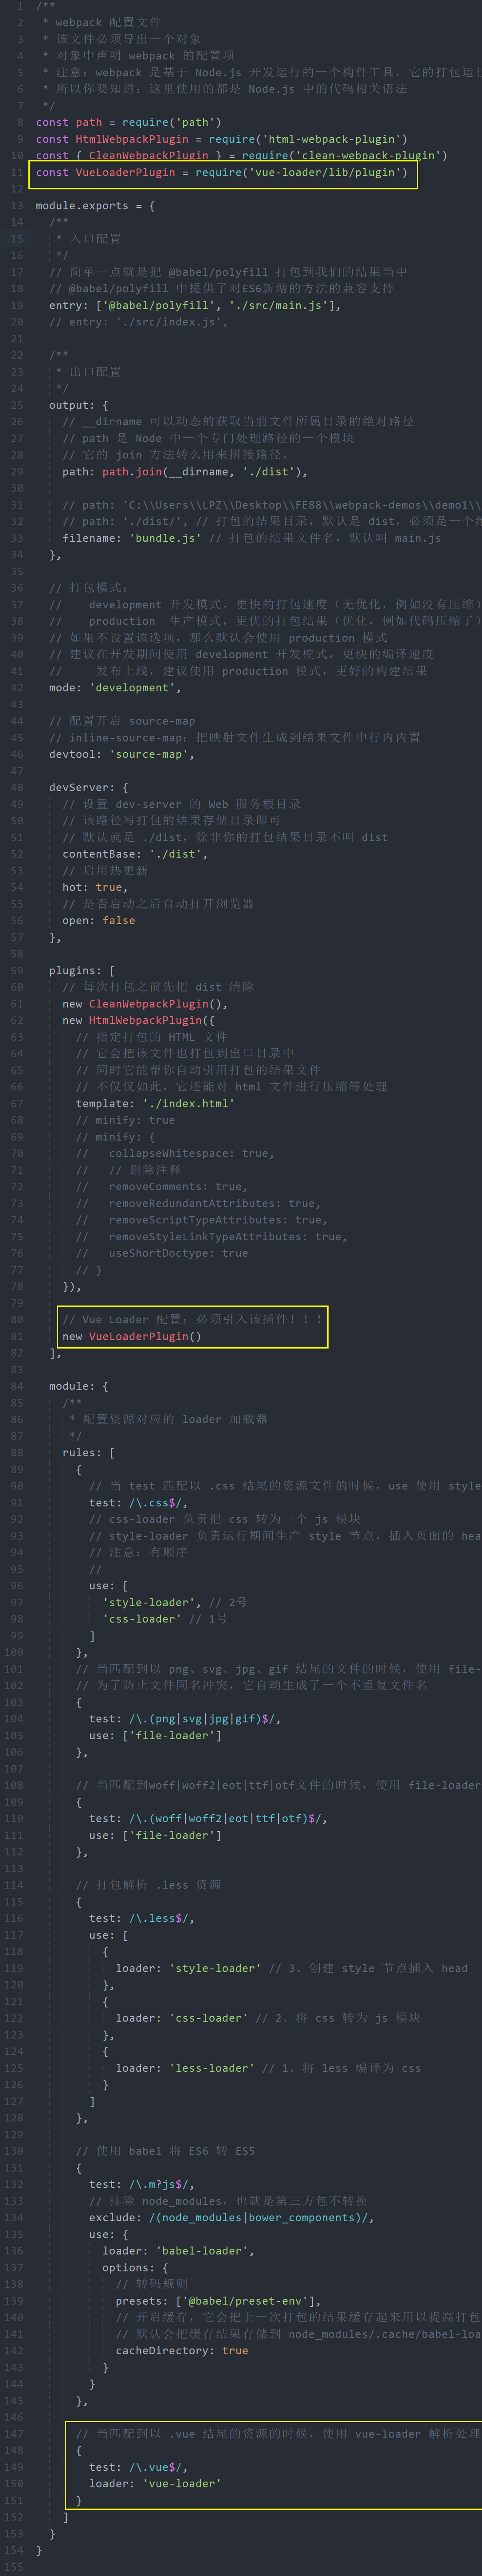 1 /**
2  * webpack 配置文件
3  * 该文件必须导出一个对象
4  * 对象中声明 webpack 的配置项
5  * 注意：webpack 是基于 Node.js 开发运行的一个构件工具，它的打包运行
6  * 所以你要知道：这里使用的都是 Node.js 中的代码相关语法
7  */
8 const path = require('path')
9 const HtmlWebpackPlugin = require('html-webpack-plugin')
10 const { CleanWebpackPlugin } = require('clean-webpack-plugin')
11 const VueLoaderPlugin = require('vue-loader/lib/plugin')
12
13 module.exports = {
14   /**
15    * 入口配置
16    */
17   // 简单一点就是把 @babel/polyfill 打包到我们的结果当中
18   // @babel/polyfill 中提供了对ES6新增的方法的兼容支持
19   entry: ['@babel/polyfill', './src/main.js'],
20   // entry: './src/index.js',
21
22   /**
23    * 出口配置
24    */
25   output: {
26     // __dirname 可以动态的获取当前文件所属目录的绝对路径
27     // path 是 Node 中一个专门处理路径的一个模块
28     // 它的 join 方法转么用来拼接路径，
29     path: path.join(__dirname, './dist'),
30
31     // path: 'C:\\Users\\LPZ\\Desktop\\FE88\\webpack-demos\\demo1\\
32     // path: './dist/', // 打包的结果目录，默认是 dist，必须是一个绝
33     filename: 'bundle.js' // 打包的结果文件名，默认叫 main.js
34   },
35
36   // 打包模式：
37   //    development 开发模式，更快的打包速度（无优化，例如没有压缩）
38   //    production  生产模式，更优的打包结果（优化，例如代码压缩了）
39   // 如果不设置该选项，那么默认会使用 production 模式
40   // 建议在开发期间使用 development 开发模式，更快的编译速度
41   //     发布上线，建议使用 production 模式，更好的构建结果
42   mode: 'development',
43
44   // 配置开启 source-map
45   // inline-source-map：把映射文件生成到结果文件中行内内置
46   devtool: 'source-map',
47
48   devServer: {
49     // 设置 dev-server 的 Web 服务根目录
50     // 该路径写打包的结果存储目录即可
51     // 默认就是 ./dist，除非你的打包结果目录不叫 dist
52     contentBase: './dist',
53     // 启用热更新
54     hot: true,
55     // 是否启动之后自动打开浏览器
56     open: false
57   },
58
59   plugins: [
60     // 每次打包之前先把 dist 清除
61     new CleanWebpackPlugin(),
62     new HtmlWebpackPlugin({
63       // 指定打包的 HTML 文件
64       // 它会把该文件也打包到出口目录中
65       // 同时它能帮你自动引用打包的结果文件
66       // 不仅仅如此，它还能对 html 文件进行压缩等处理
67       template: './index.html'
68       // minify: true
69       // minify: {
70       //   collapseWhitespace: true,
71       //   // 删除注释
72       //   removeComments: true,
73       //   removeRedundantAttributes: true,
74       //   removeScriptTypeAttributes: true,
75       //   removeStyleLinkTypeAttributes: true,
76       //   useShortDoctype: true
77       // }
78     }),
79
80     // Vue Loader 配置：必须引入该插件！！！
81     new VueLoaderPlugin()
82   ],
83
84   module: {
85     /**
86      * 配置资源对应的 loader 加载器
87      */
88     rules: [
89       {
90         // 当 test 匹配以 .css 结尾的资源文件的时候，use 使用 style
91         test: /\.css$/,
92         // css-loader 负责把 css 转为一个 js 模块
93         // style-loader 负责运行期间生产 style 节点，插入页面的 hea
94         // 注意：有顺序
95         //
96         use: [
97           'style-loader', // 2号
98           'css-loader' // 1号
99         ]
100       },
101       // 当匹配到以 png、svg、jpg、gif 结尾的文件的时候，使用 file-
102       // 为了防止文件同名冲突，它自动生成了一个不重复文件名
103       {
104         test: /\.(png|svg|jpg|gif)$/,
105         use: ['file-loader']
106       },
107
108       // 当匹配到woff|woff2|eot|ttf|otf文件的时候，使用 file-loader
109       {
110         test: /\.(woff|woff2|eot|ttf|otf)$/,
111         use: ['file-loader']
112       },
113
114       // 打包解析 .less 资源
115       {
116         test: /\.less$/,
117         use: [
118           {
119             loader: 'style-loader' // 3、创建 style 节点插入 head
120           },
121           {
122             loader: 'css-loader' // 2、将 css 转为 js 模块
123           },
124           {
125             loader: 'less-loader' // 1、将 less 编译为 css
126           }
127         ]
128       },
129
130       // 使用 babel 将 ES6 转 ES5
131       {
132         test: /\.m?js$/,
133         // 排除 node_modules，也就是第三方包不转换
134         exclude: /(node_modules|bower_components)/,
135         use: {
136           loader: 'babel-loader',
137           options: {
138             // 转码规则
139             presets: ['@babel/preset-env'],
140             // 开启缓存，它会把上一次打包的结果缓存起来用以提高打包
141             // 默认会把缓存结果存储到 node_modules/.cache/babel-loa
142             cacheDirectory: true
143           }
144         }
145       },
146
147       // 当匹配到以 .vue 结尾的资源的时候，使用 vue-loader 解析处理
148       {
149         test: /\.vue$/,
150         loader: 'vue-loader'
151       }
152     ]
153   }
154 }
155